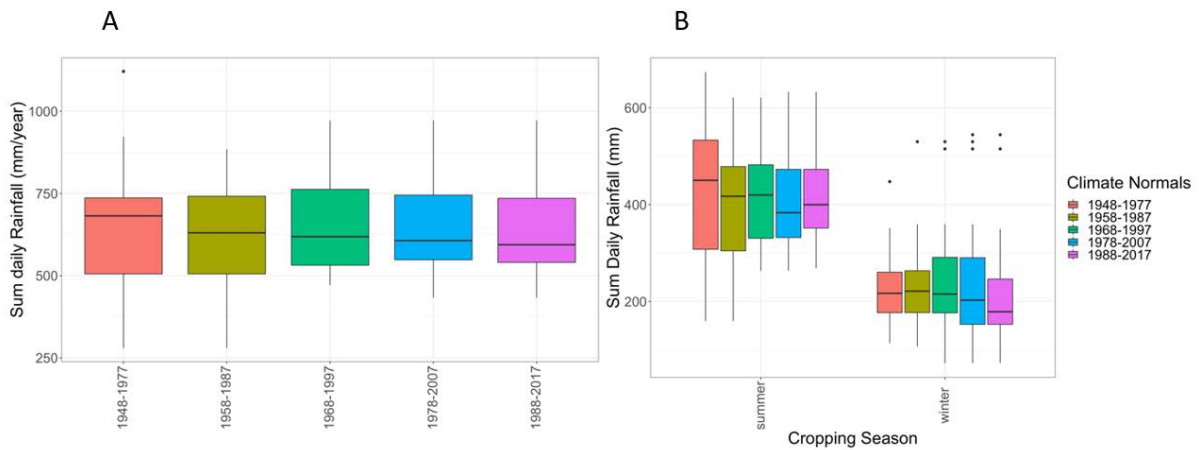 A
Sum daily Rainfall (mm/year)
1000
750
500
250
1948-1977
1958-1987
1968-1997
1978-2007
1988-2017
B
Sum Daily Rainfall (mm)
600
400
200
summer
winter
Cropping Season
Climate Normals
1948-1977
1958-1987
1968-1997
1978-2007
1988-2017